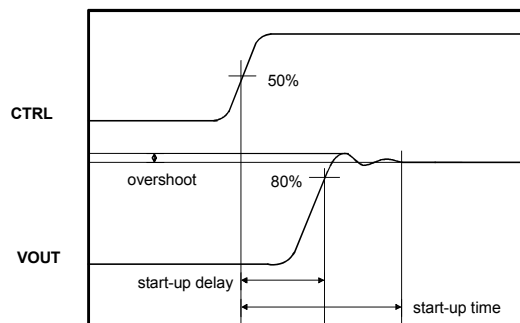 50%
CTRL
overshoot
80%
VOUT
start-up delay
start-up time